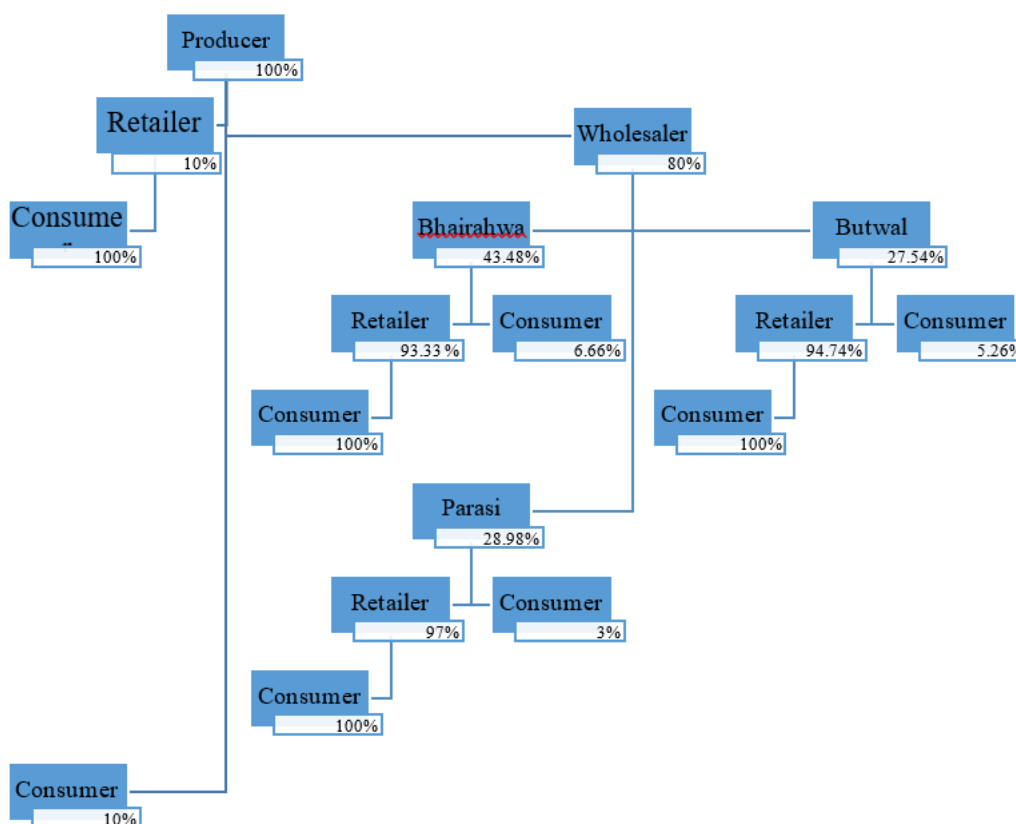 Producer
100%
Retailer
10%
Wholesaler
80%
Consume
100%
Bhairahwa
43.48%
Butwal
27.54%
Retailer
93.33 %
Consumer
6.66%
Retailer
94.74%
Consumer
5.26%
Consumer
100%
Consumer
100%
Parasi
28.98%
Retailer
97%
Consumer
3%
Consumer
100%
Consumer
10%